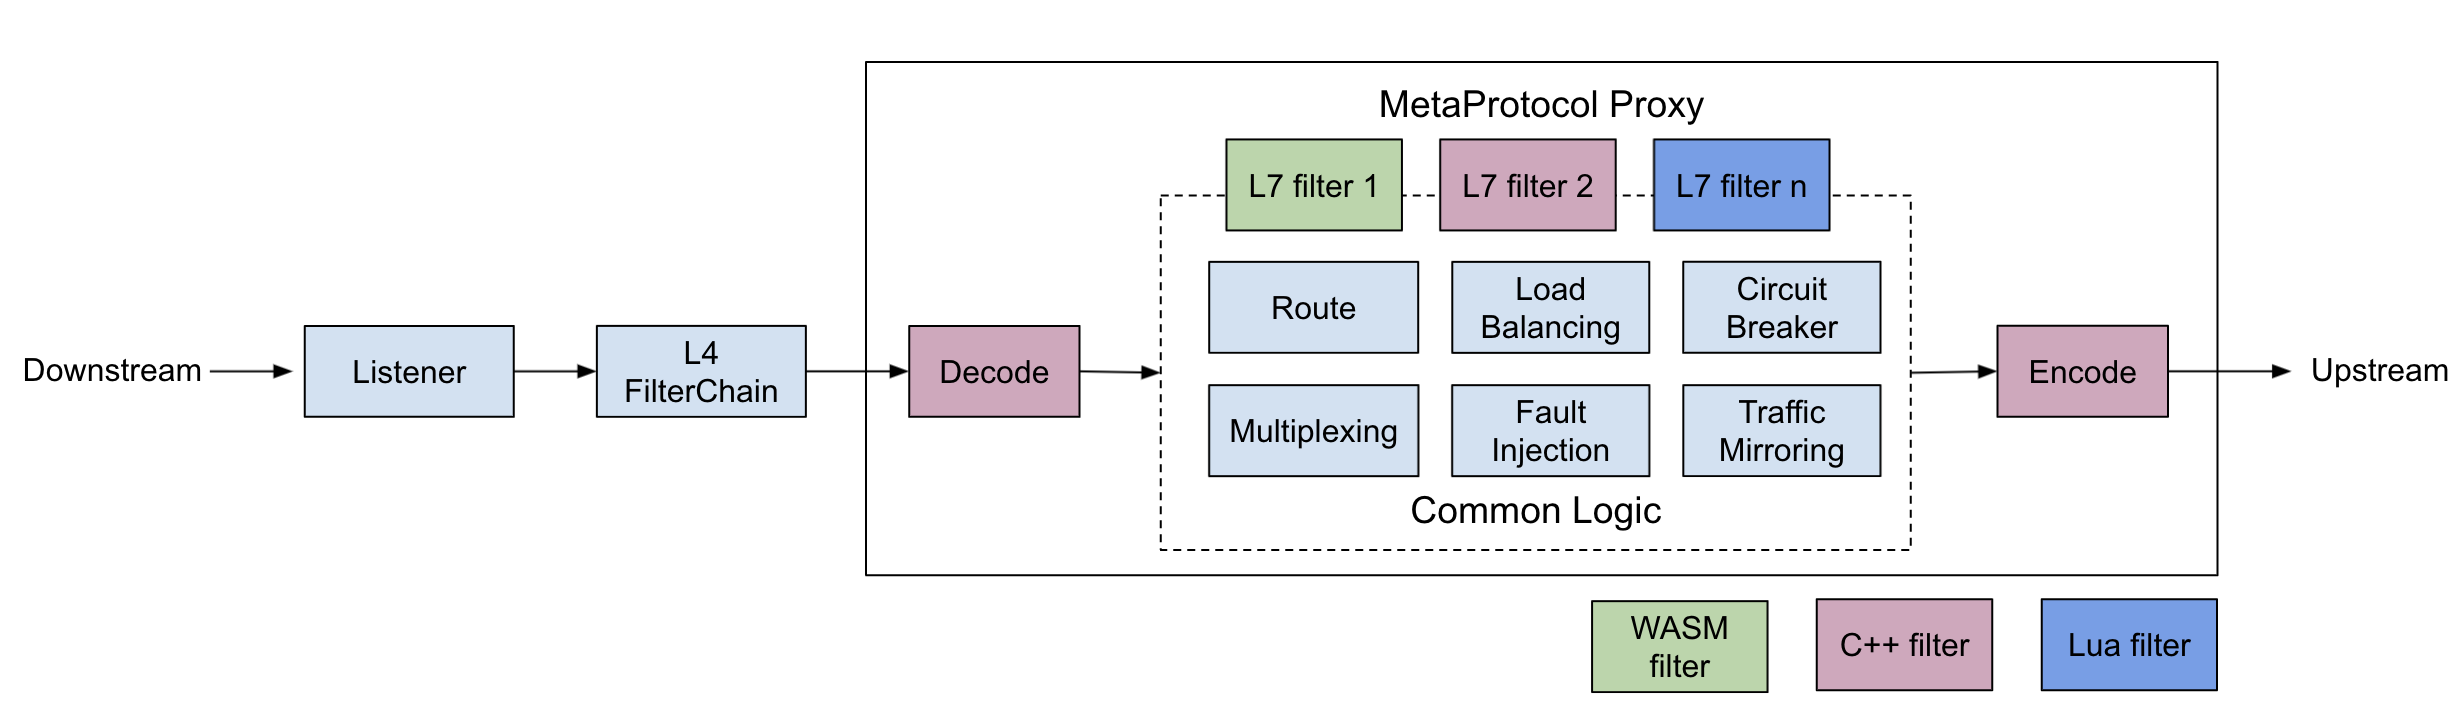 MetaProtocol Proxy
L7 filter 1
L7 filter 2
L7 filter n
Route
Load
Balancing
Circuit
Breaker
Downstream
Listener
L4
FilterChain
Decode
Encode
Upstream
Multiplexing
Fault
Injection
Traffic
Mirroring
Common Logic
WASM
filter
C++ filter
Lua filter